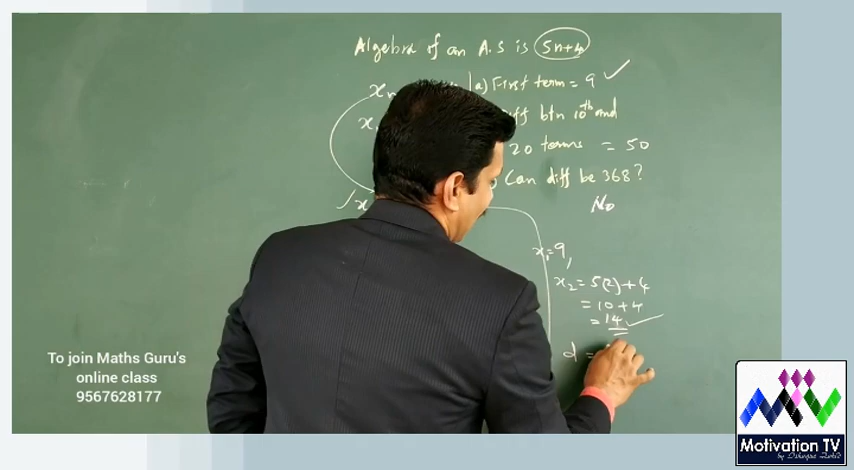 Algebra of an A.S is 5n+4
x
a) First term = 9
btn 10th and
20 terms = 50
Can diff be 368?
x
No
x₁=9,
x₂ = 5(2)+4
= 10+4
= 14
d =
To join Maths Guru's
online class
9567628177
MTV
Motivation TV